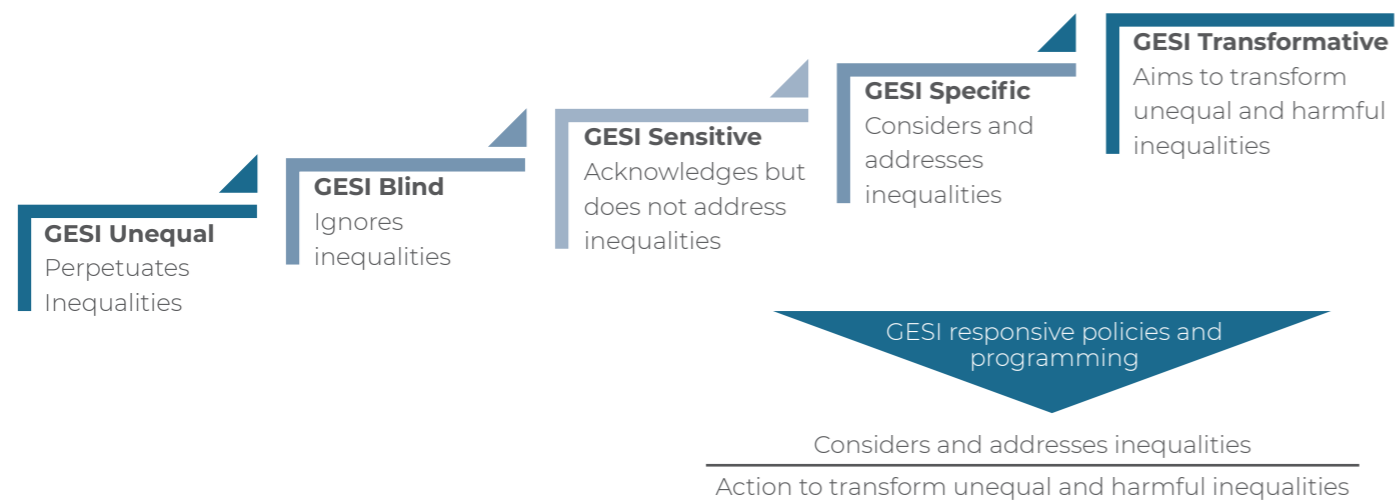 GESI Unequal
Perpetuates
Inequalities
GESI Blind
Ignores
inequalities
GESI Sensitive
Acknowledges but
does not address
inequalities
GESI Specific
Considers and
addresses
inequalities
GESI Transformative
Aims to transform
unequal and harmful
inequalities
GESI responsive policies and
programming
Considers and addresses inequalities
Action to transform unequal and harmful inequalities